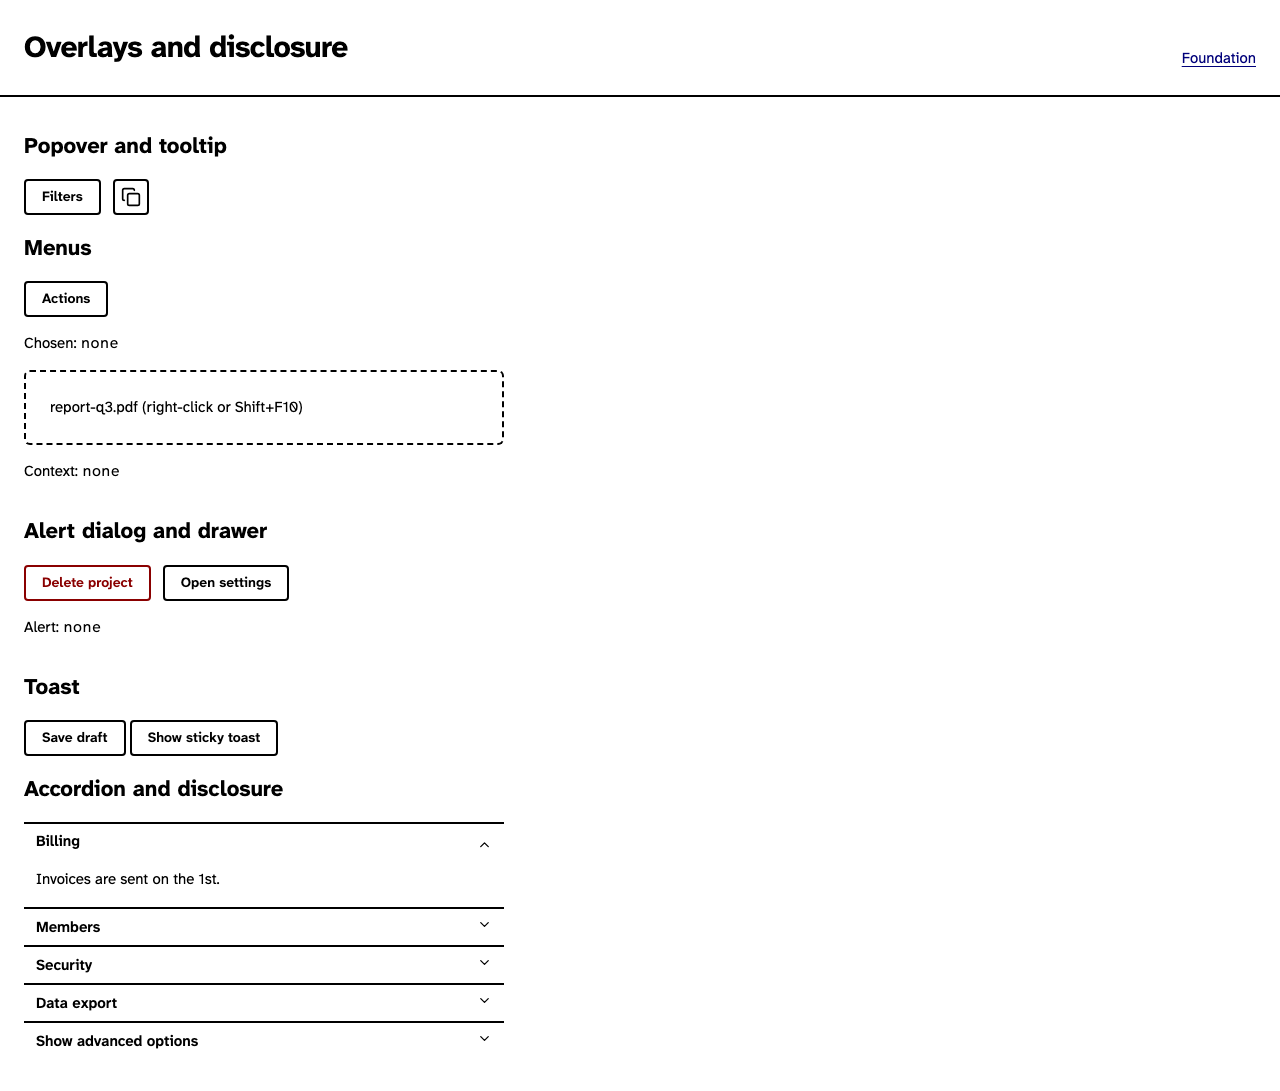 Overlays and disclosure
Foundation
Popover and tooltip
Filters
Menus
Actions
Chosen: none
report-q3.pdf (right-click or Shift+F10)
Context: none
Alert dialog and drawer
Delete project Open settings
Alert: none
Toast
Save draft Show sticky toast
Accordion and disclosure
Billing
Invoices are sent on the 1st.
Members
Security
Data export
Show advanced options